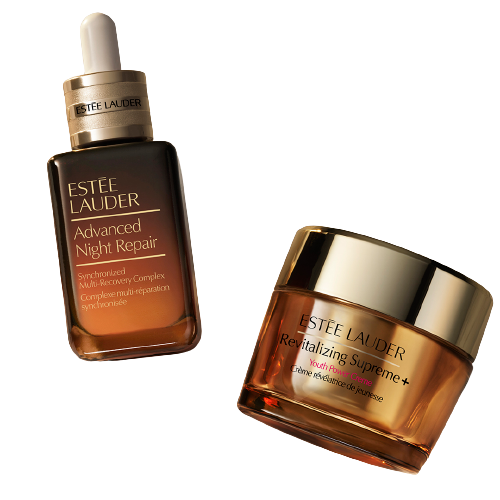 ESTĒE LAUDER
ESTĒE
LAUDER
Advanced
Night Repair
Synchronized
Multi-Recovery Complex
Complexe multi-réparation
synchronisée
ESTĒE LAUDER
Revitalizing Supreme+
Youth Power
Crème révélatrice de jeunesse